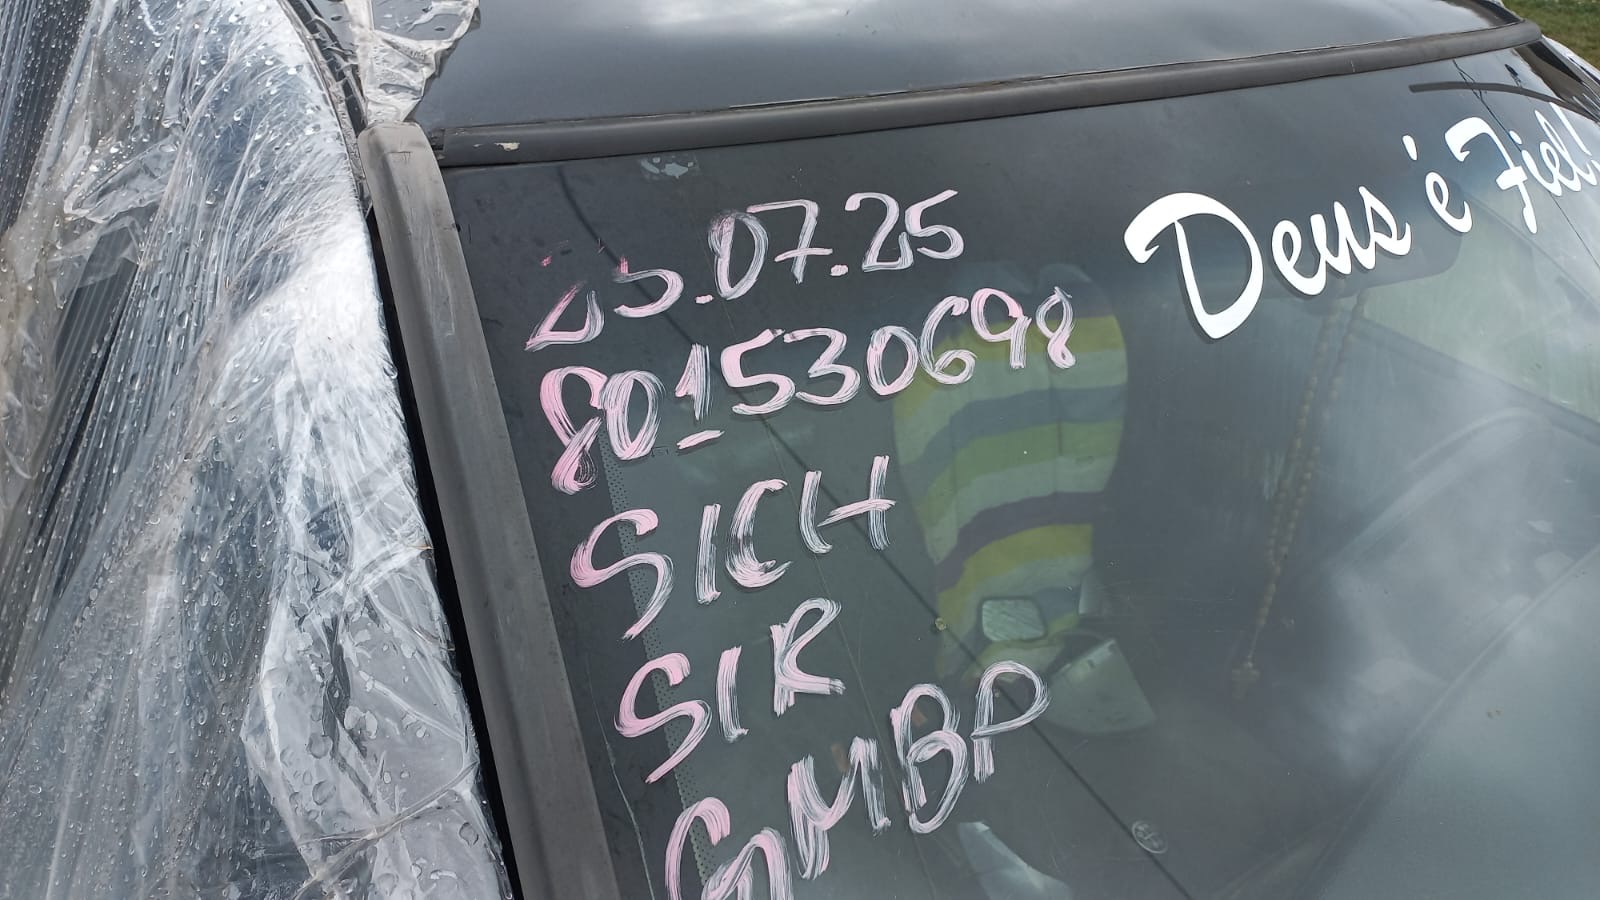 25.07.25
801530698
SICH
SIR
GMBP
Deus é Fiel!